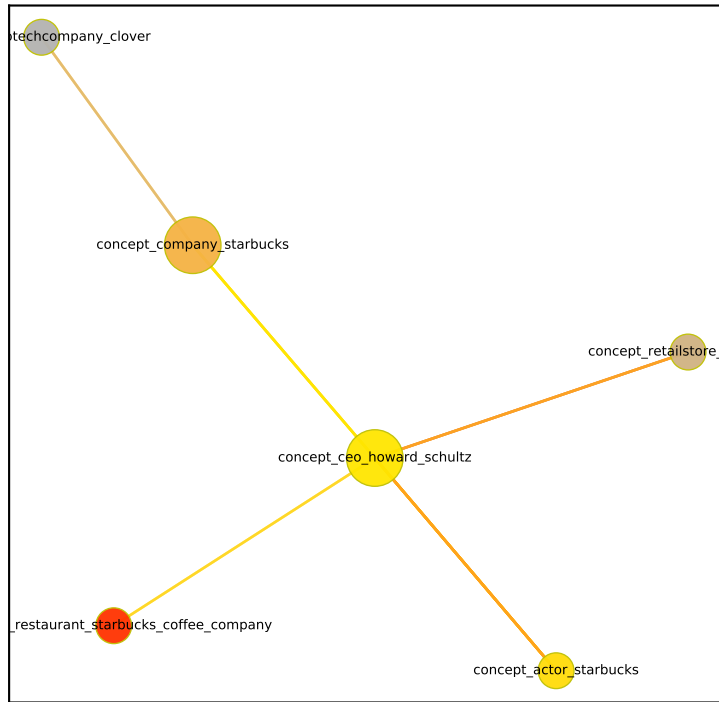 otechcompany_clover
concept_company_starbucks
concept_retailstore_
concept_ceo_howard_schultz
_restaurant_starbucks_coffee_company
concept_actor_starbucks